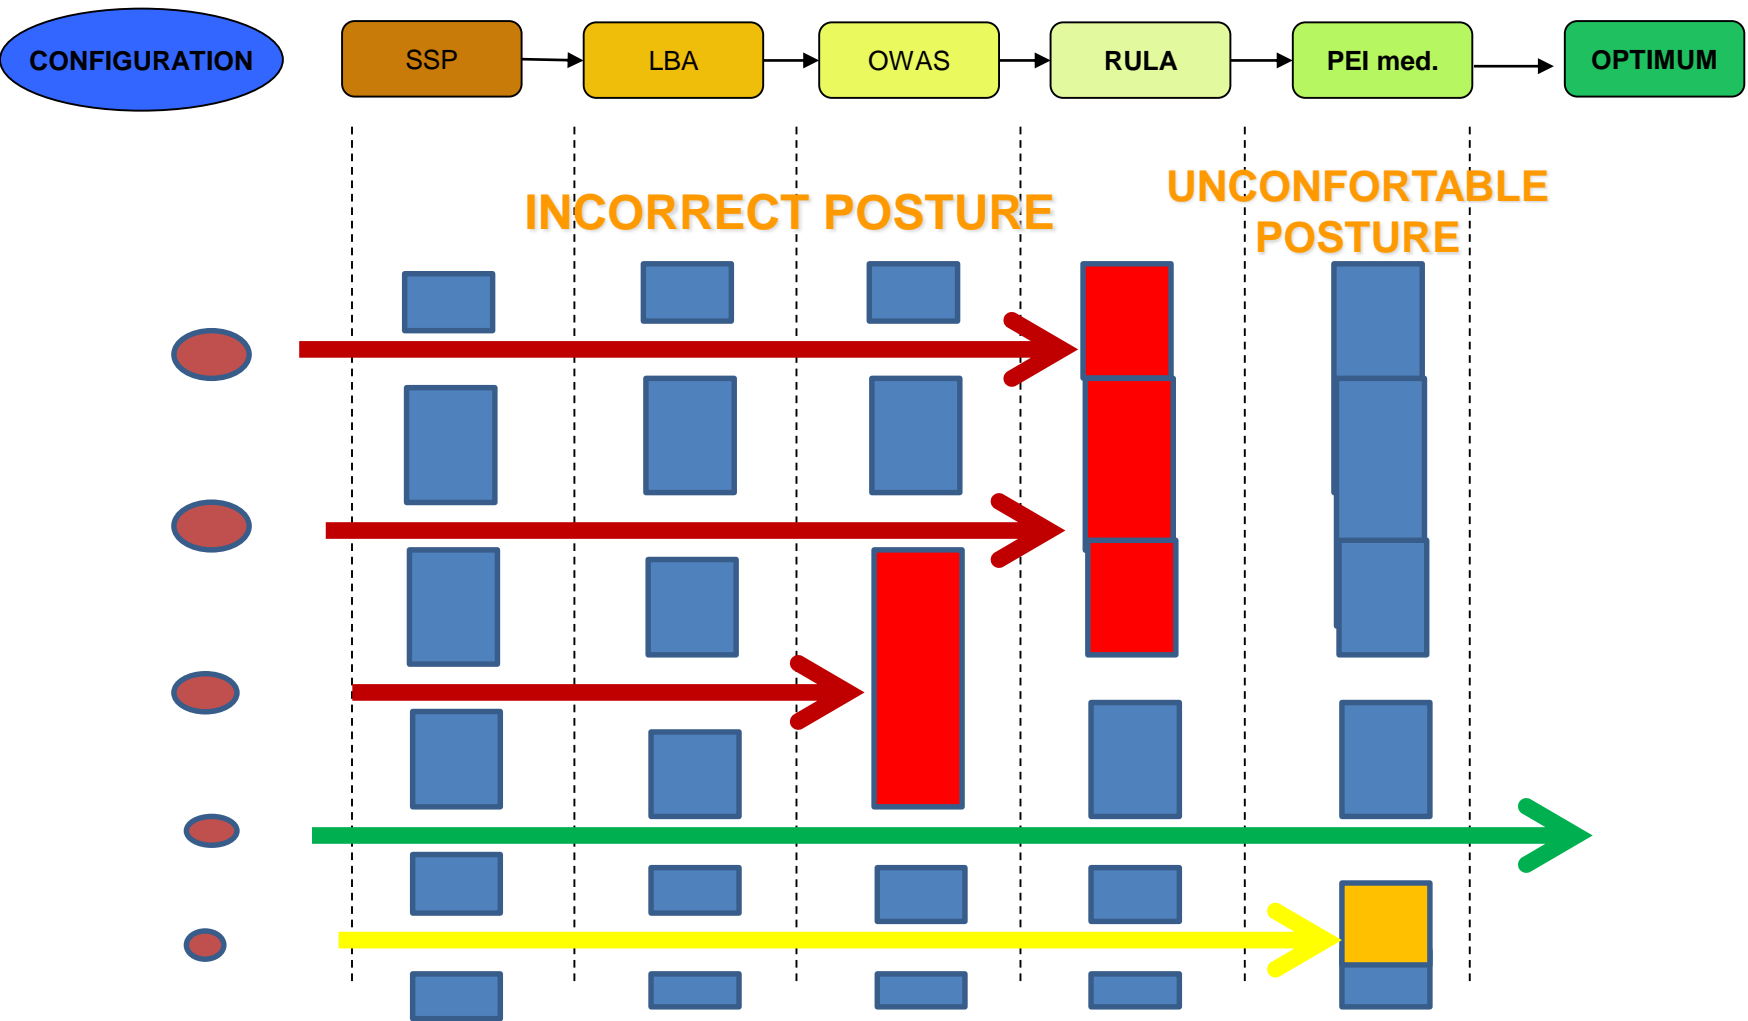 CONFIGURATION
SSP
LBA
OWAS
RULA
PEI med.
OPTIMUM
INCORRECT POSTURE
UNCONFORTABLE
POSTURE